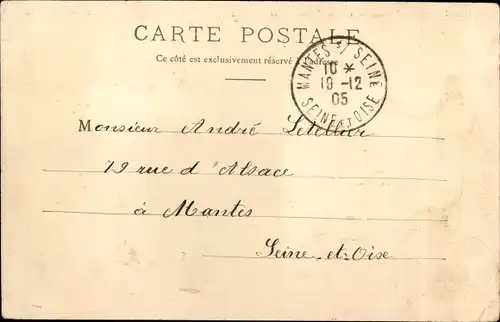 CARTE POSTALE
Ce côté est exclusivement réservé à l'adresse
MANTES S/ SEINE
10 *
19 -12
05
SEINE ET OISE
Monsieur André Letellier
19 rue d'Alsace
à Mantes
Seine-et-Oise